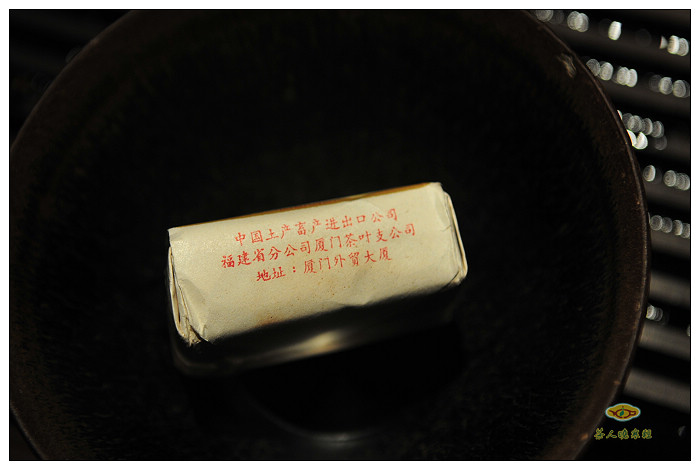 中国土产畜产进出口公司
福建省分公司厦门茶叶支公司
地址：厦门外贸大厦